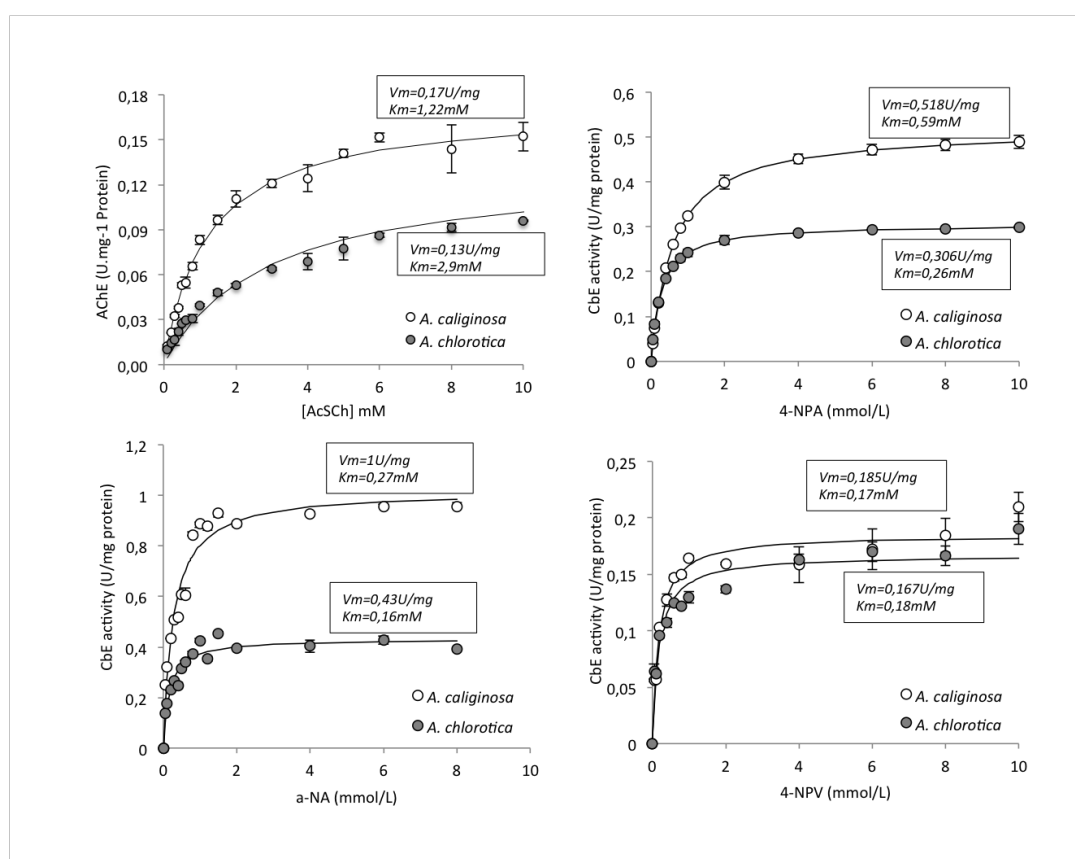 Vm=0,17U/mg
Km=1,22mM
0,18
0,15
0,12
0,09
0,06
0,03
0,00
AChE (U.mg-1 Protein)
Vm=0,13U/mg
Km=2,9mM
A. caliginosa
A. chlorotica
0 2 4 6 8 10
[AcSCh] mM
Vm=0,518U/mg
Km=0,59mM
0,6
0,5
0,4
0,3
0,2
0,1
0
CbE activity (U/mg protein)
Vm=0,306U/mg
Km=0,26mM
A. caliginosa
A. chlorotica
0 2 4 6 8 10
4-NPA (mmol/L)
Vm=1U/mg
Km=0,27mM
1,2
1
0,8
0,6
0,4
0,2
0
CbE activity (U/mg protein)
Vm=0,43U/mg
Km=0,16mM
A. caliginosa
A. chlorotica
0 2 4 6 8 10
a-NA (mmol/L)
Vm=0,185U/mg
Km=0,17mM
0,25
0,2
0,15
0,1
0,05
0
CbE activity (U/mg protein)
Vm=0,167U/mg
Km=0,18mM
A. caliginosa
A. chlorotica
0 2 4 6 8 10
4-NPV (mmol/L)